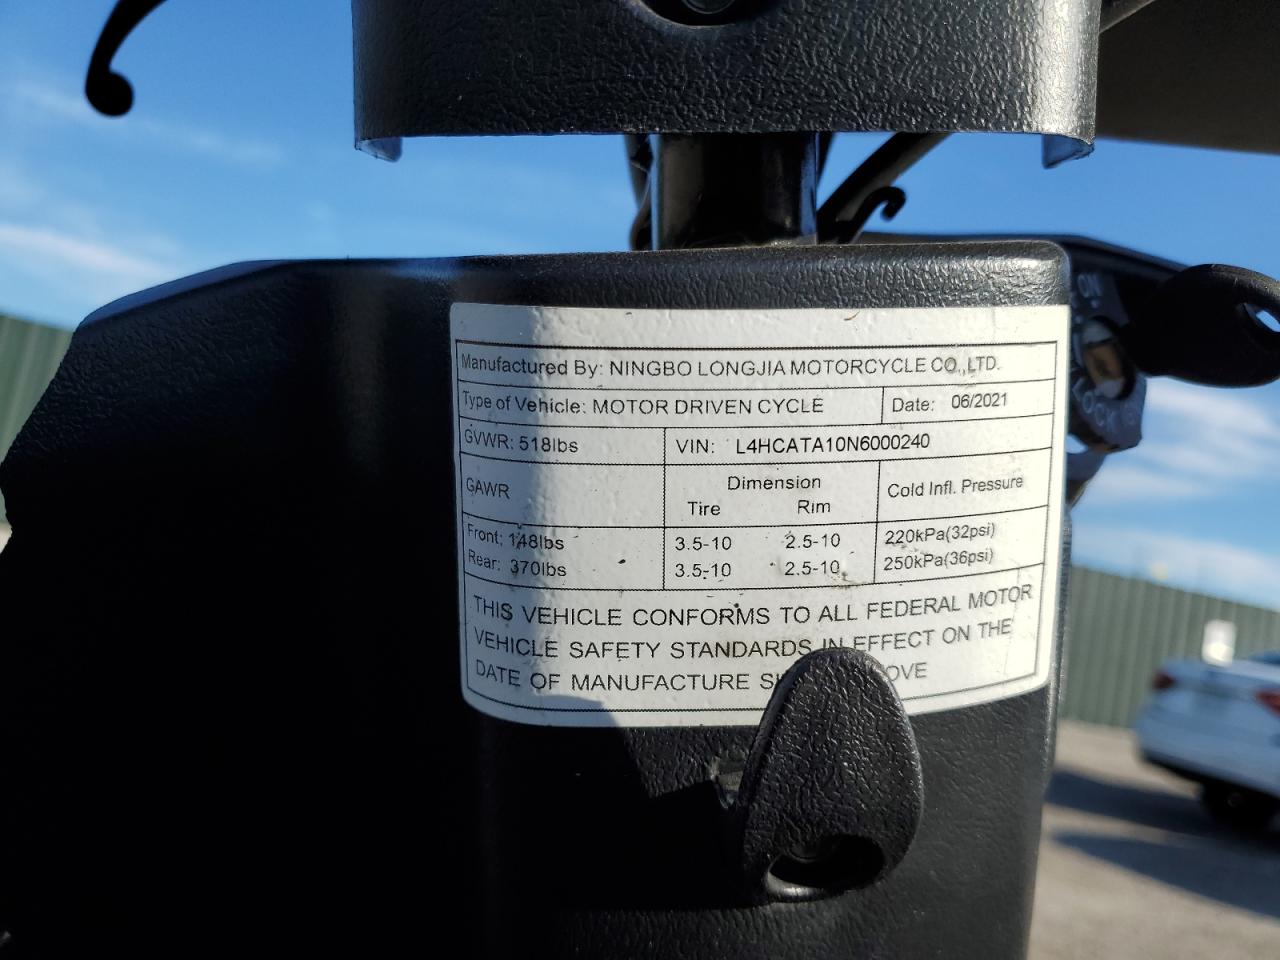 Manufactured By: NINGBO LONGJIA MOTORCYCLE CO.,LTD.
Type of Vehicle: MOTOR DRIVEN CYCLE Date: 06/2021
GVWR: 518lbs VIN: L4HCATA10N6000240
GAWR Dimension Cold Infl. Pressure
Tire Rim
Front: 148lbs 3.5-10 2.5-10 220kPa(32psi)
Rear: 370lbs 3.5-10 2.5-10 250kPa(36psi)
THIS VEHICLE CONFORMS TO ALL FEDERAL MOTOR
VEHICLE SAFETY STANDARDS IN EFFECT ON THE
DATE OF MANUFACTURE
ON
LOCK